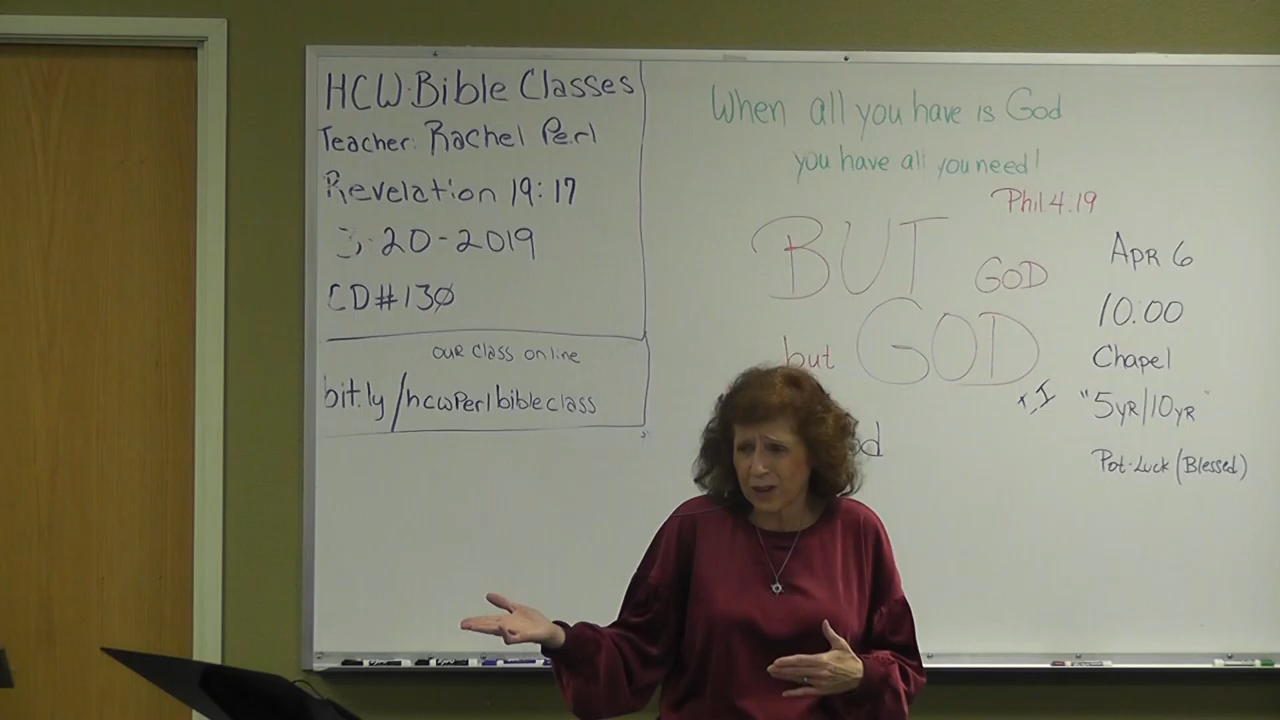 HCW Bible Classes
Teacher: Rachel Perl
Revelation 19:17
3-20-2019
CD#130
our class online
bit.ly/hcwPerlbibleclass
When all you have is God
you have all you need!
Phil 4:19
BUT GOD
but GOD
Apr 6
10:00
Chapel
"5yr/10yr"
Pot-Luck (Blessed)